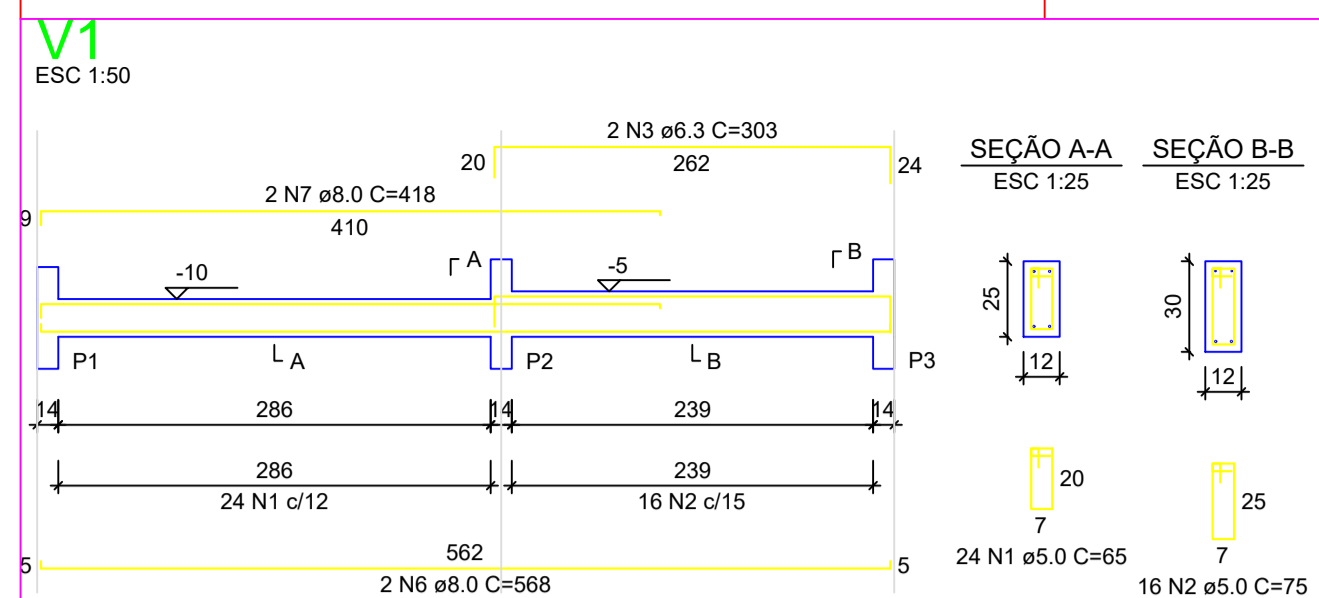 V1
ESC 1:50
2 N3 ø6.3 C=303
20
262
24
2 N7 ø8.0 C=418
9
410
SEÇÃO A-A
ESC 1:25
SEÇÃO B-B
ESC 1:25
-10
A
-5
B
P1
A
P2
B
P3
25
12
30
12
14
286
14
239
14
286
24 N1 c/12
239
16 N2 c/15
20
7
24 N1 ø5.0 C=65
25
7
16 N2 ø5.0 C=75
5
562
5
2 N6 ø8.0 C=568